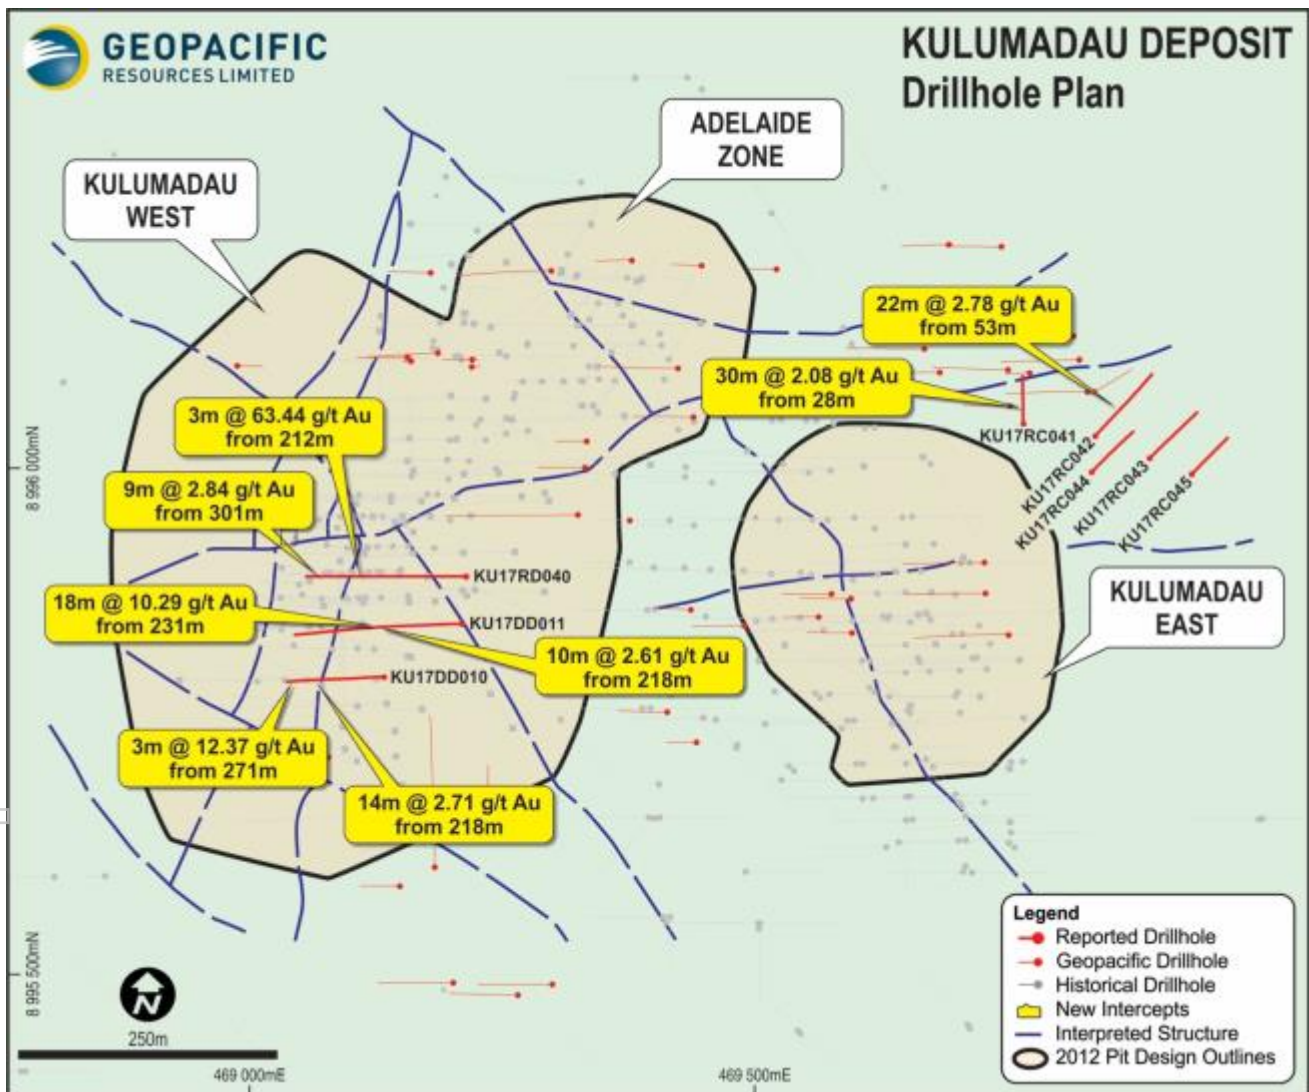 GEOPACIFIC
RESOURCES LIMITED
KULUMADAU DEPOSIT
Drillhole Plan
ADELAIDE
ZONE
KULUMADAU
WEST
22m @ 2.78 g/t Au
from 53m
30m @ 2.08 g/t Au
from 28m
3m @ 63.44 g/t Au
from 212m
KU17RC041
KU17RC042
KU17RC044
KU17RC043
KU17RC045
8 996 000mN
9m @ 2.84 g/t Au
from 301m
KU17RD040
18m @ 10.29 g/t Au
from 231m
KU17DD011
KULUMADAU
EAST
10m @ 2.61 g/t Au
from 218m
KU17DD010
3m @ 12.37 g/t Au
from 271m
14m @ 2.71 g/t Au
from 218m
8 995 500mN
N
250m
469 000mE
469 500mE
Legend
Reported Drillhole
Geopacific Drillhole
Historical Drillhole
New Intercepts
Interpreted Structure
2012 Pit Design Outlines